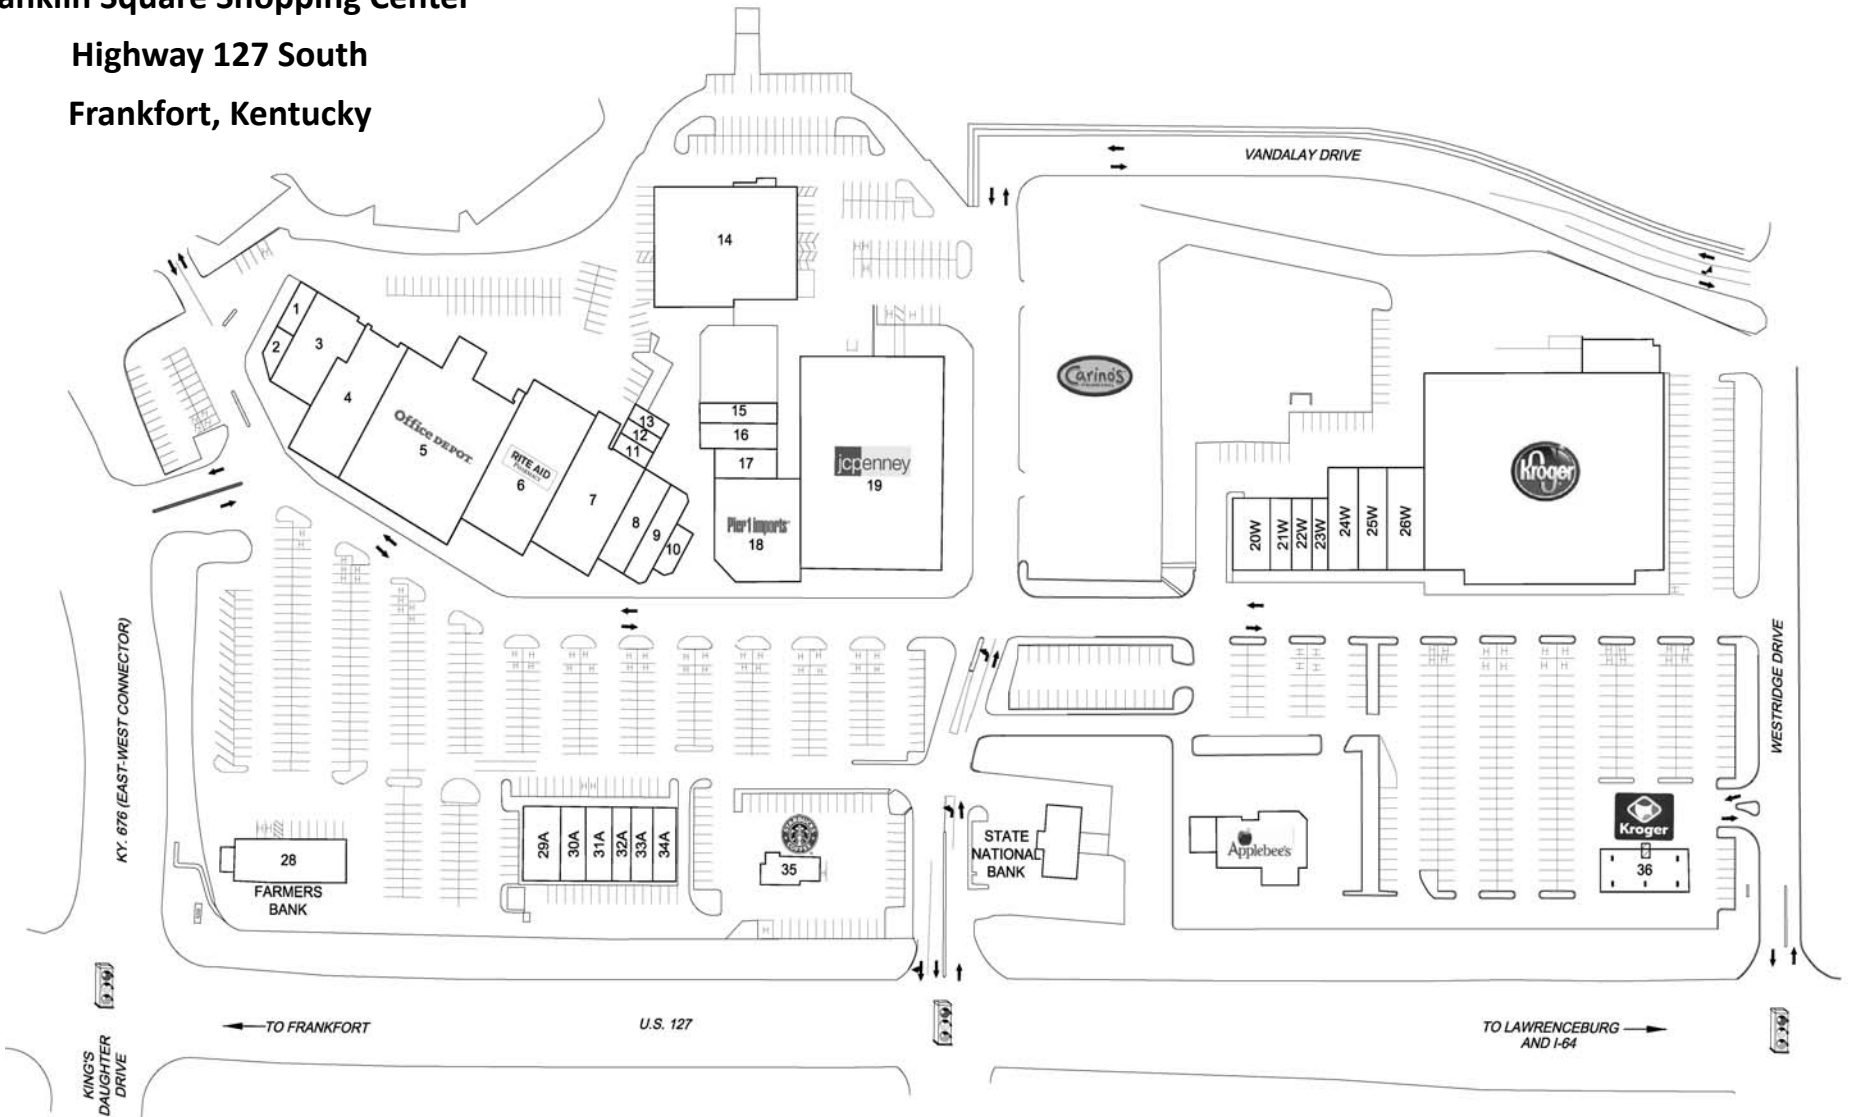 anklin Square Shopping Center
Highway 127 South
Frankfort, Kentucky
VANDALAY DRIVE
14
1
2
3
4
Office DEPOT
5
RITE AID
PHARMACY
6
7
8
9
10
11
12
13
15
16
17
Pier 1 imports
18
jcpenney
19
Carino's
Kroger
20W
21W
22W
23W
24W
25W
26W
KY. 676 (EAST-WEST CONNECTOR)
WESTRIDGE DRIVE
28
FARMERS
BANK
29A
30A
31A
32A
33A
34A
STARBUCKS
35
STATE
NATIONAL
BANK
Applebee's
Kroger
36
TO FRANKFORT
U.S. 127
TO LAWRENCEBURG
AND I-64
KING'S
DAUGHTER
DRIVE